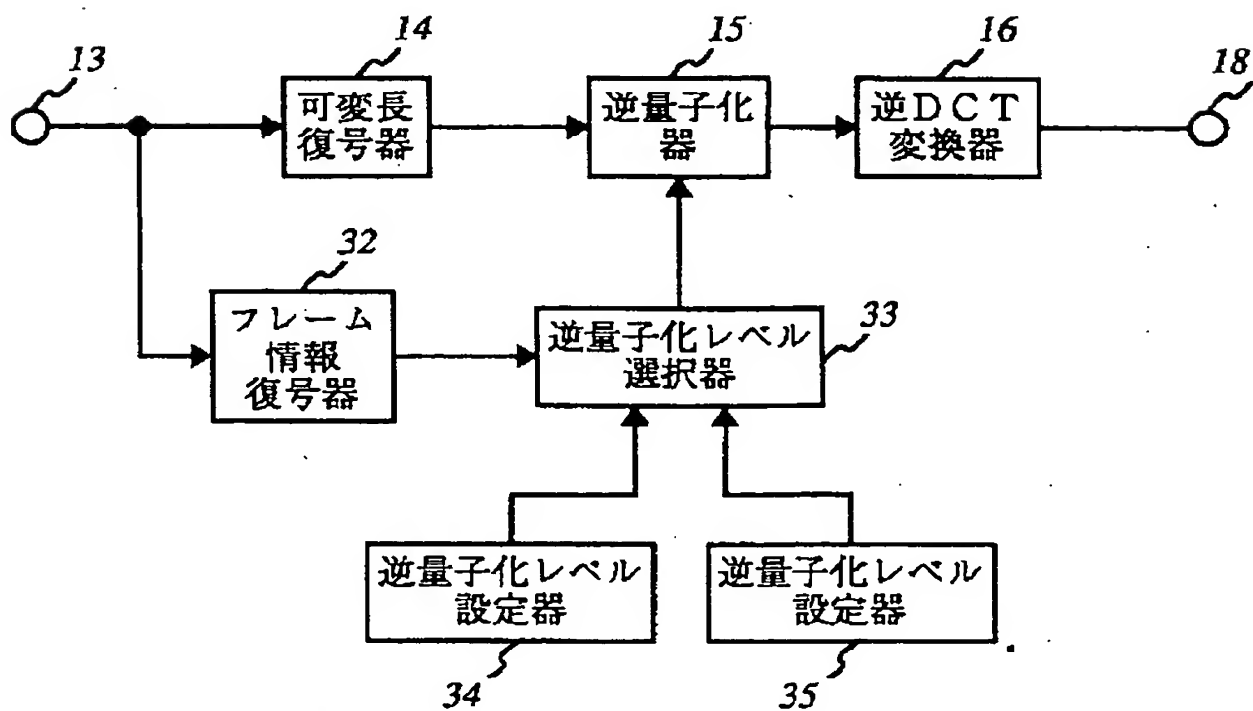 13
14
15
16
18
可変長
復号器
逆量子化
器
逆DCT
変換器
32
フレーム
情報
復号器
逆量子化レベル
選択器
33
逆量子化レベル
設定器
逆量子化レベル
設定器
34
35